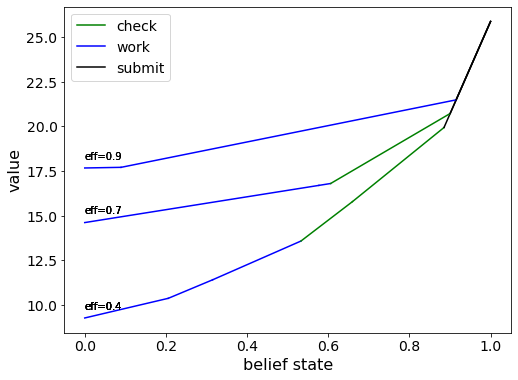 check
work
submit
25.0
22.5
20.0
17.5
15.0
12.5
10.0
value
eff=0.9
eff=0.7
eff=0.4
0.0 0.2 0.4 0.6 0.8 1.0
belief state